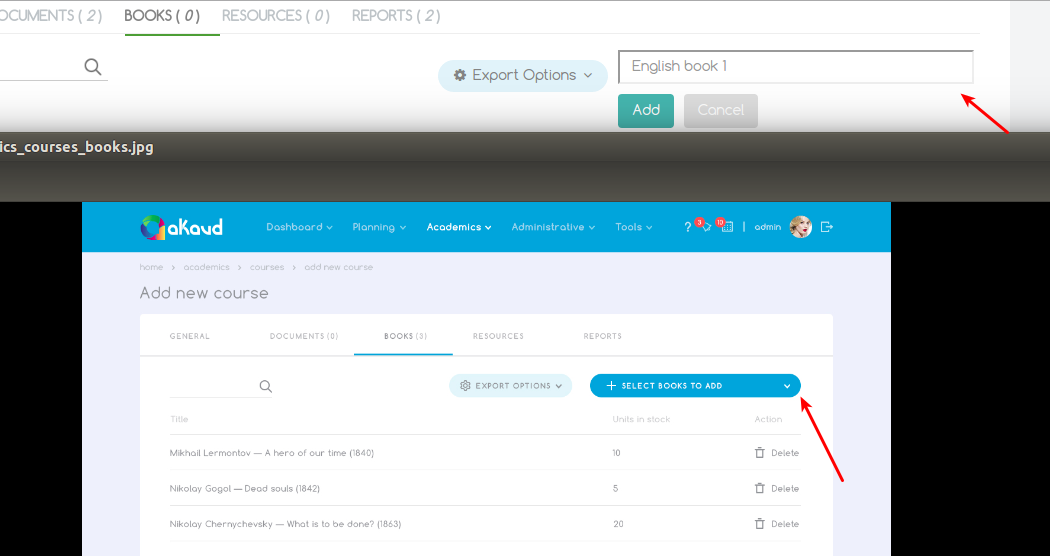 OCUMENTS ( 2 ) BOOKS ( 0 ) RESOURCES ( 0 ) REPORTS ( 2 )
Export Options English book 1
Add Cancel
ics_courses_books.jpg
aKaud Dashboard Planning Academics Administrative Tools ? 3 10 admin
home > academics > courses > add new course
Add new course
GENERAL DOCUMENTS (0) BOOKS (3) RESOURCES REPORTS
EXPORT OPTIONS + SELECT BOOKS TO ADD
Title Units in stock Action
Mikhail Lermontov — A hero of our time (1840) 10 Delete
Nikolay Gogol — Dead souls (1842) 5 Delete
Nikolay Chernychevsky — What is to be done? (1863) 20 Delete